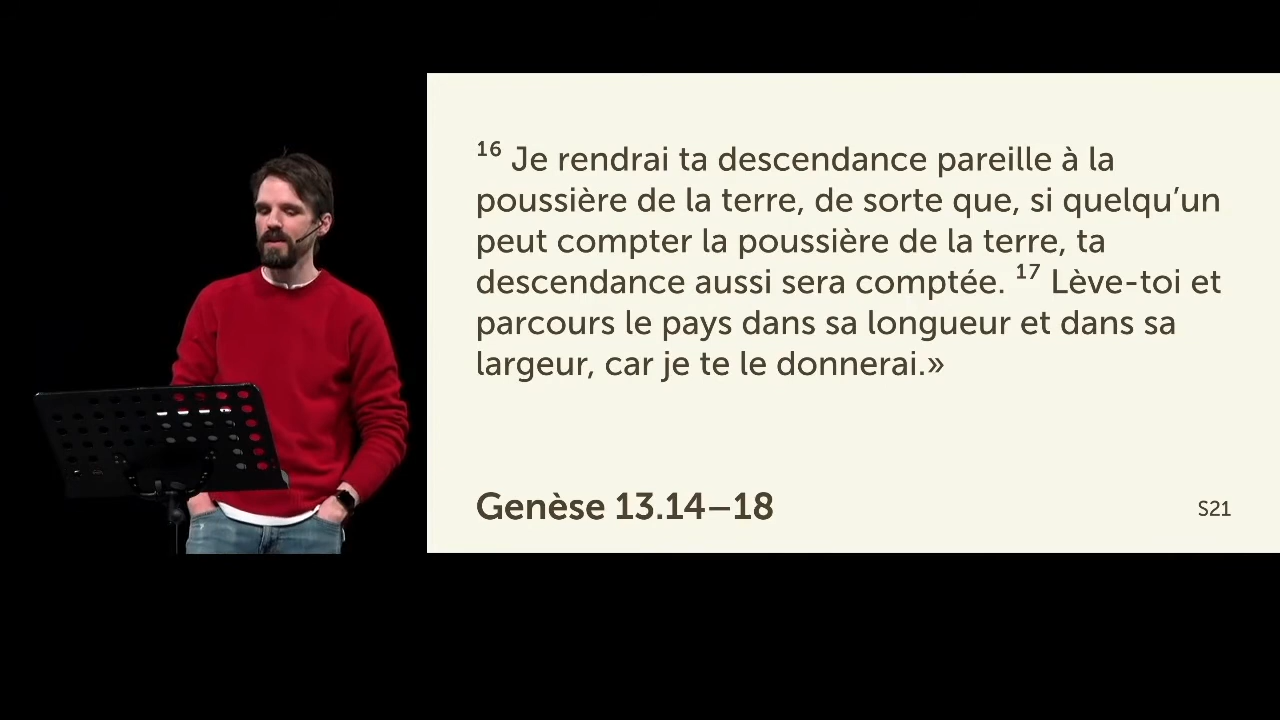 16 Je rendrai ta descendance pareille à la
poussière de la terre, de sorte que, si quelqu’un
peut compter la poussière de la terre, ta
descendance aussi sera comptée. 17 Lève-toi et
parcours le pays dans sa longueur et dans sa
largeur, car je te le donnerai.»
Genèse 13.14–18
S21